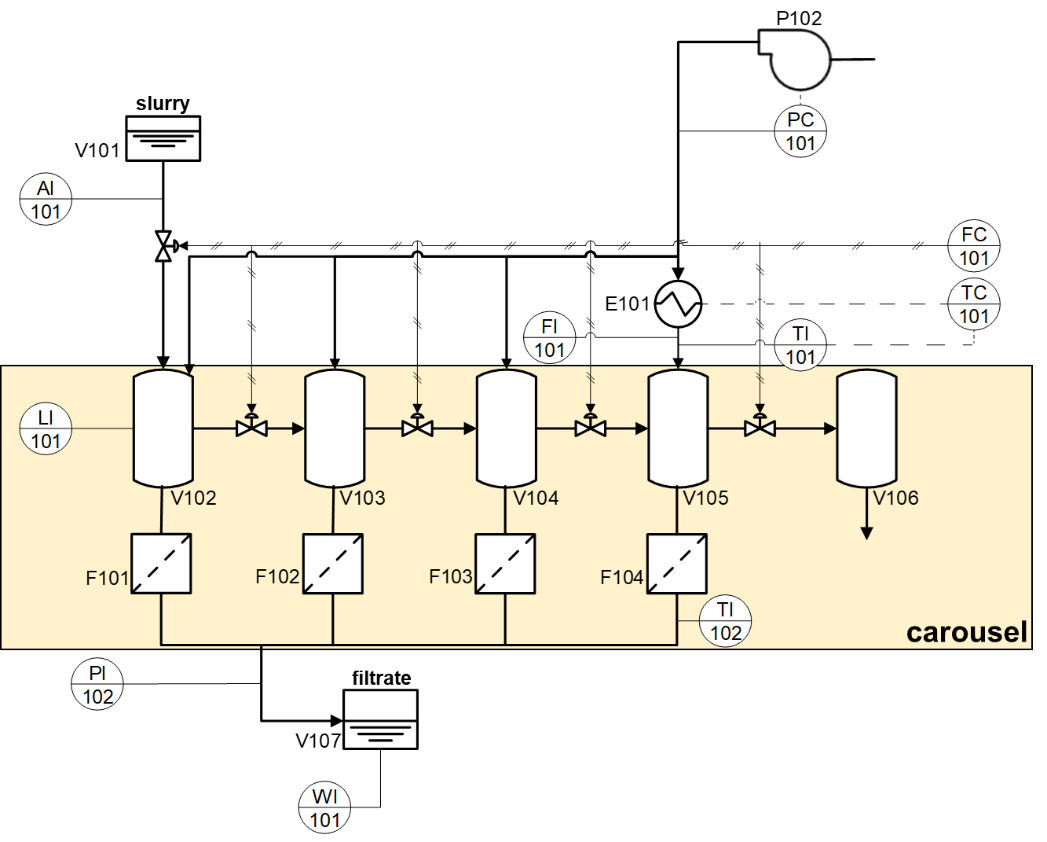 P102
PC
101
slurry
V101
AI
101
FC
101
E101
TC
101
FI
101
TI
101
LI
101
V102
V103
V104
V105
V106
F101
F102
F103
F104
TI
102
carousel
PI
102
filtrate
V107
WI
101